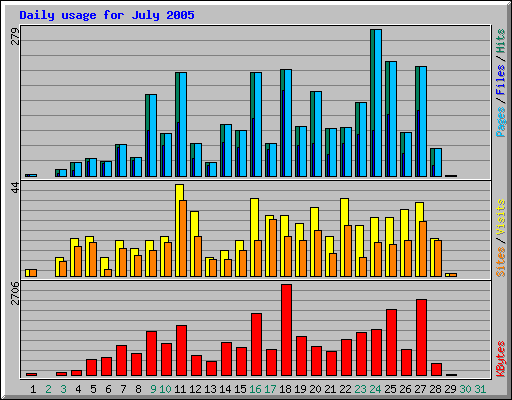 Daily usage for July 2005
279
Pages / Files / Hits
44
Sites / Visits
2706
KBytes
1 2 3 4 5 6 7 8 9 10 11 12 13 14 15 16 17 18 19 20 21 22 23 24 25 26 27 28 29 30 31